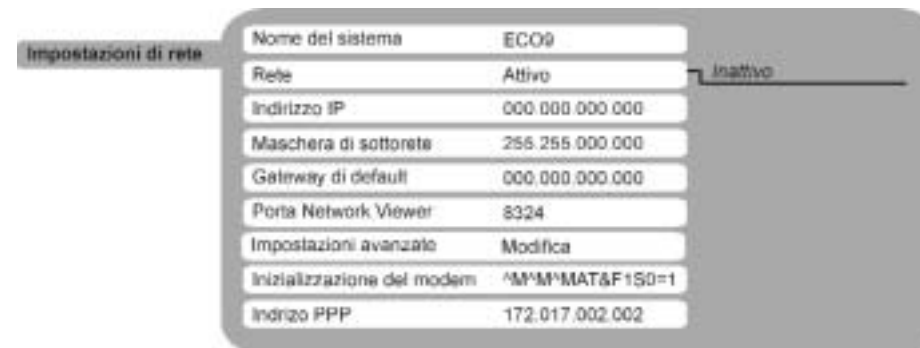 Impostazioni di rete
Nome del sistema ECO9
Rete Attivo Inattivo
Indirizzo IP 000.000.000.000
Maschera di sottorete 255.255.000.000
Gateway di default 000.000.000.000
Porta Network Viewer 8324
Impostazioni avanzate Modifica
Inizializzazione del modem ^M^M^MAT&F1S0=1
Indrizo PPP 172.017.002.002